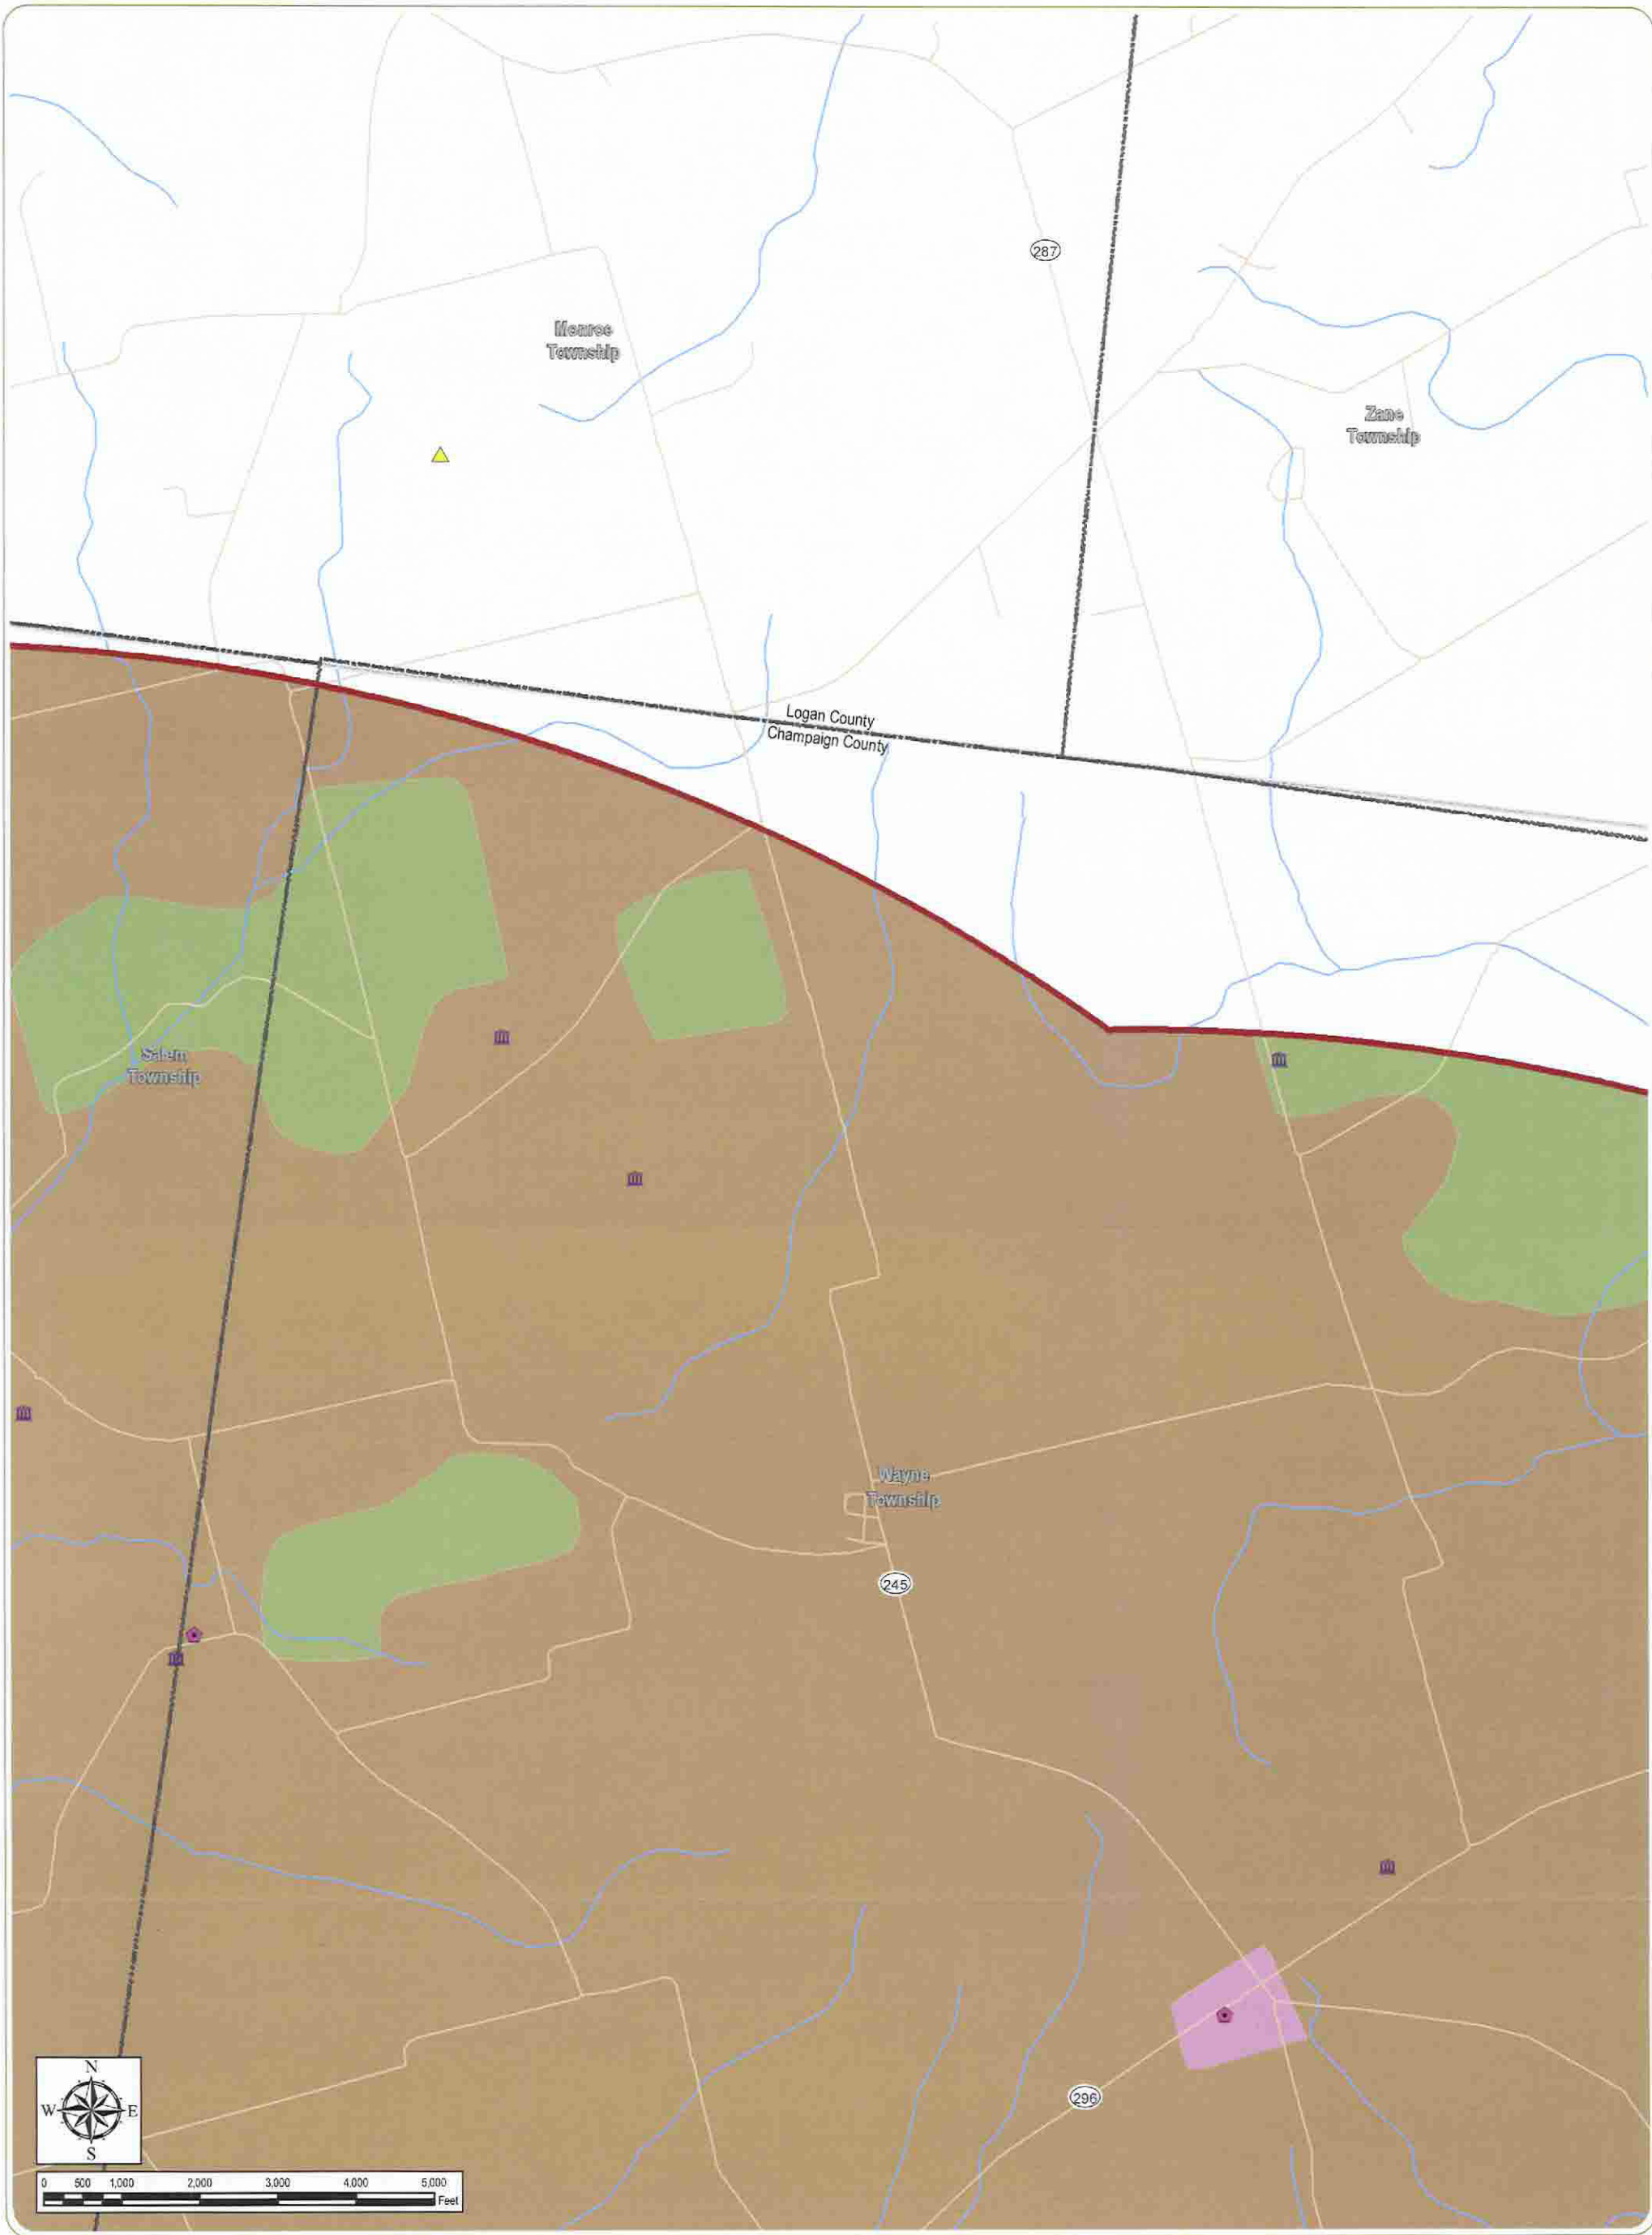 287
Monroe
Township
Zane
Township
Logan County
Champaign County
Salem
Township
Wayne
Township
245
296
N
W E
S
0 500 1,000 2,000 3,000 4,000 5,000
Feet